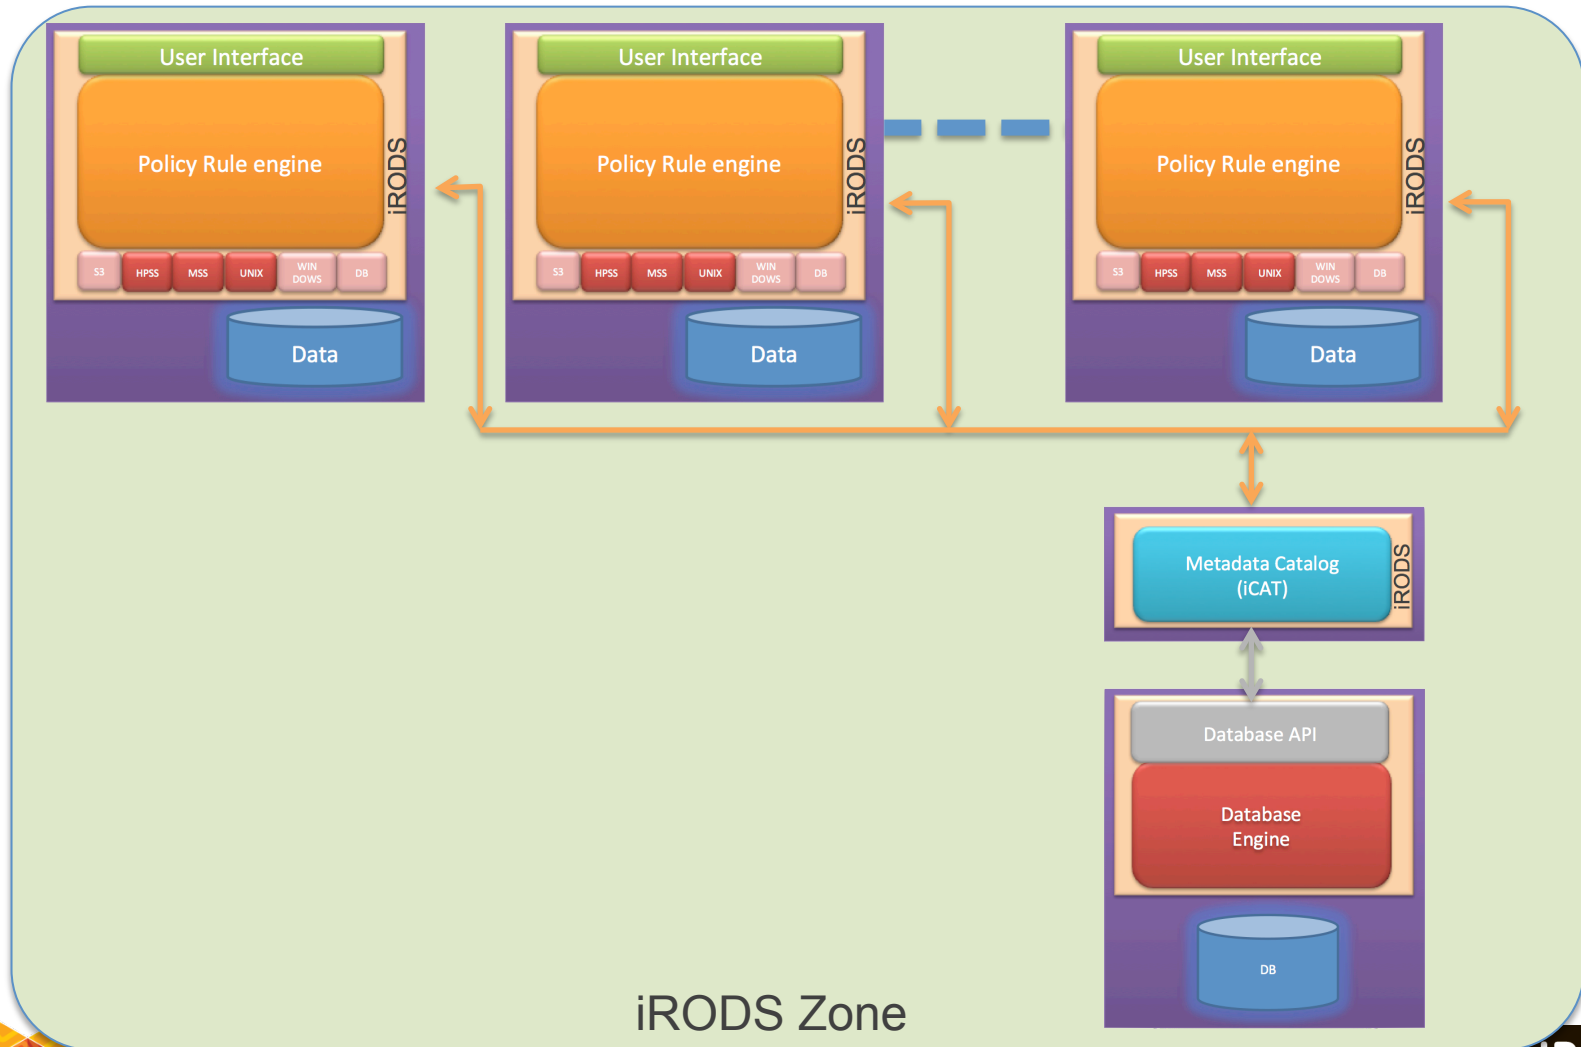 User Interface
Policy Rule engine
iRODS
S3 HPSS MSS UNIX WIN DOWS DB
Data
User Interface
Policy Rule engine
iRODS
S3 HPSS MSS UNIX WIN DOWS DB
Data
User Interface
Policy Rule engine
iRODS
S3 HPSS MSS UNIX WIN DOWS DB
Data
Metadata Catalog
(iCAT)
iRODS
Database API
Database
Engine
DB
iRODS Zone